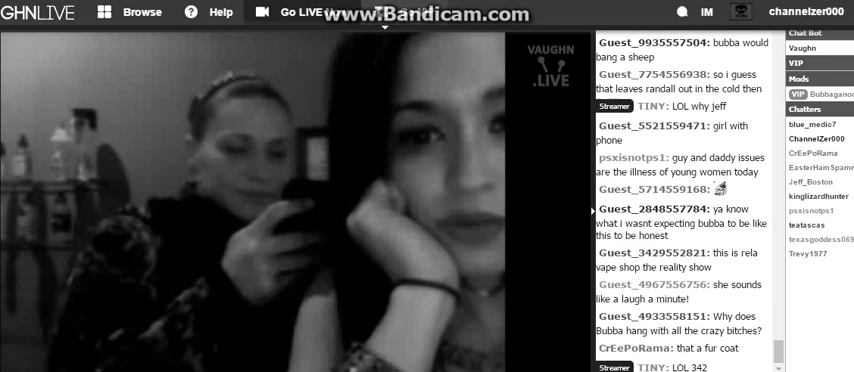 GHNLIVE
Browse
Help
Go LIVE
www.Bandicam.com
IM
channelzer000
VAUGHN
.LIVE
Guest_9935557504: bubba would
bang a sheep
Guest_7754556938: so i guess
that leaves randall out in the cold then
Streamer TINY: LOL why jeff
Guest_5521559471: girl with
phone
psxisnotps1: guy and daddy issues
are the illness of young women today
Guest_5714559168:
Guest_2848557784: ya know
what i wasnt expecting bubba to be like
this to be honest
Guest_3429552821: this is rela
vape shop the reality show
Guest_4967556756: she sounds
like a laugh a minute!
Guest_4933558151: Why does
Bubba hang with all the crazy bitches?
CrEePoRama: that a fur coat
Streamer TINY: LOL 342
Chat Bot
Vaughn
VIP
Mods
VIP Bubbaganoo
Chatters
blue_medic7
ChannelZer000
CrEePoRama
EasterHamSpamm
Jeff_Boston
kinglizardhunter
psxisnotps1
teatascas
texasgoddess069
Trevy1977